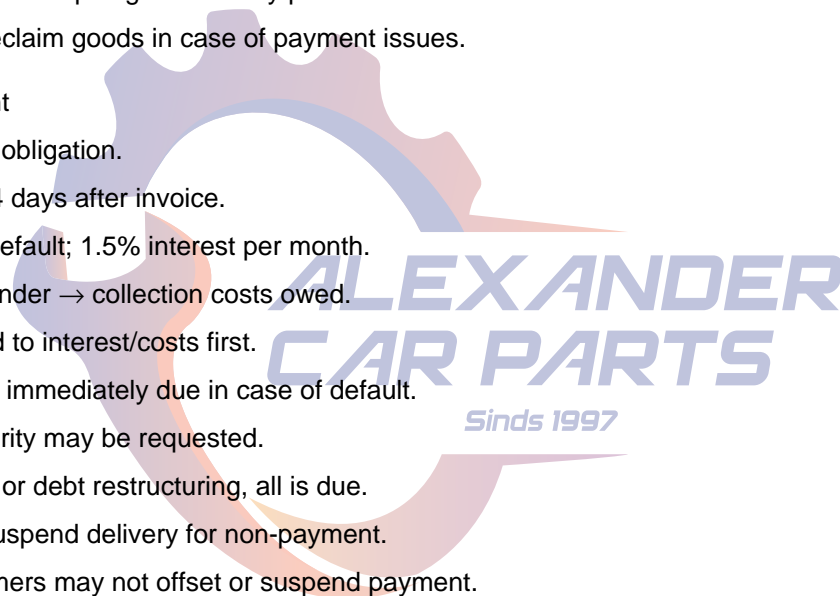 eclaim goods in case of payment issues.
obligation.
days after invoice.
efault; 1.5% interest per month.
nder → collection costs owed.
d to interest/costs first.
immediately due in case of default.
rity may be requested.
or debt restructuring, all is due.
uspend delivery for non-payment.
mers may not offset or suspend payment.
ALEXANDER
CAR PARTS
Sinds 1997